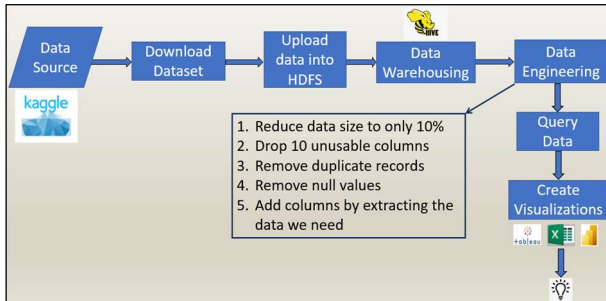 Data
Source
kaggle
Download
Dataset
Upload
data into
HDFS
HIVE
Data
Warehousing
Data
Engineering
1. Reduce data size to only 10%
2. Drop 10 unusable columns
3. Remove duplicate records
4. Remove null values
5. Add columns by extracting the
data we need
Query
Data
Create
Visualizations
+ableau